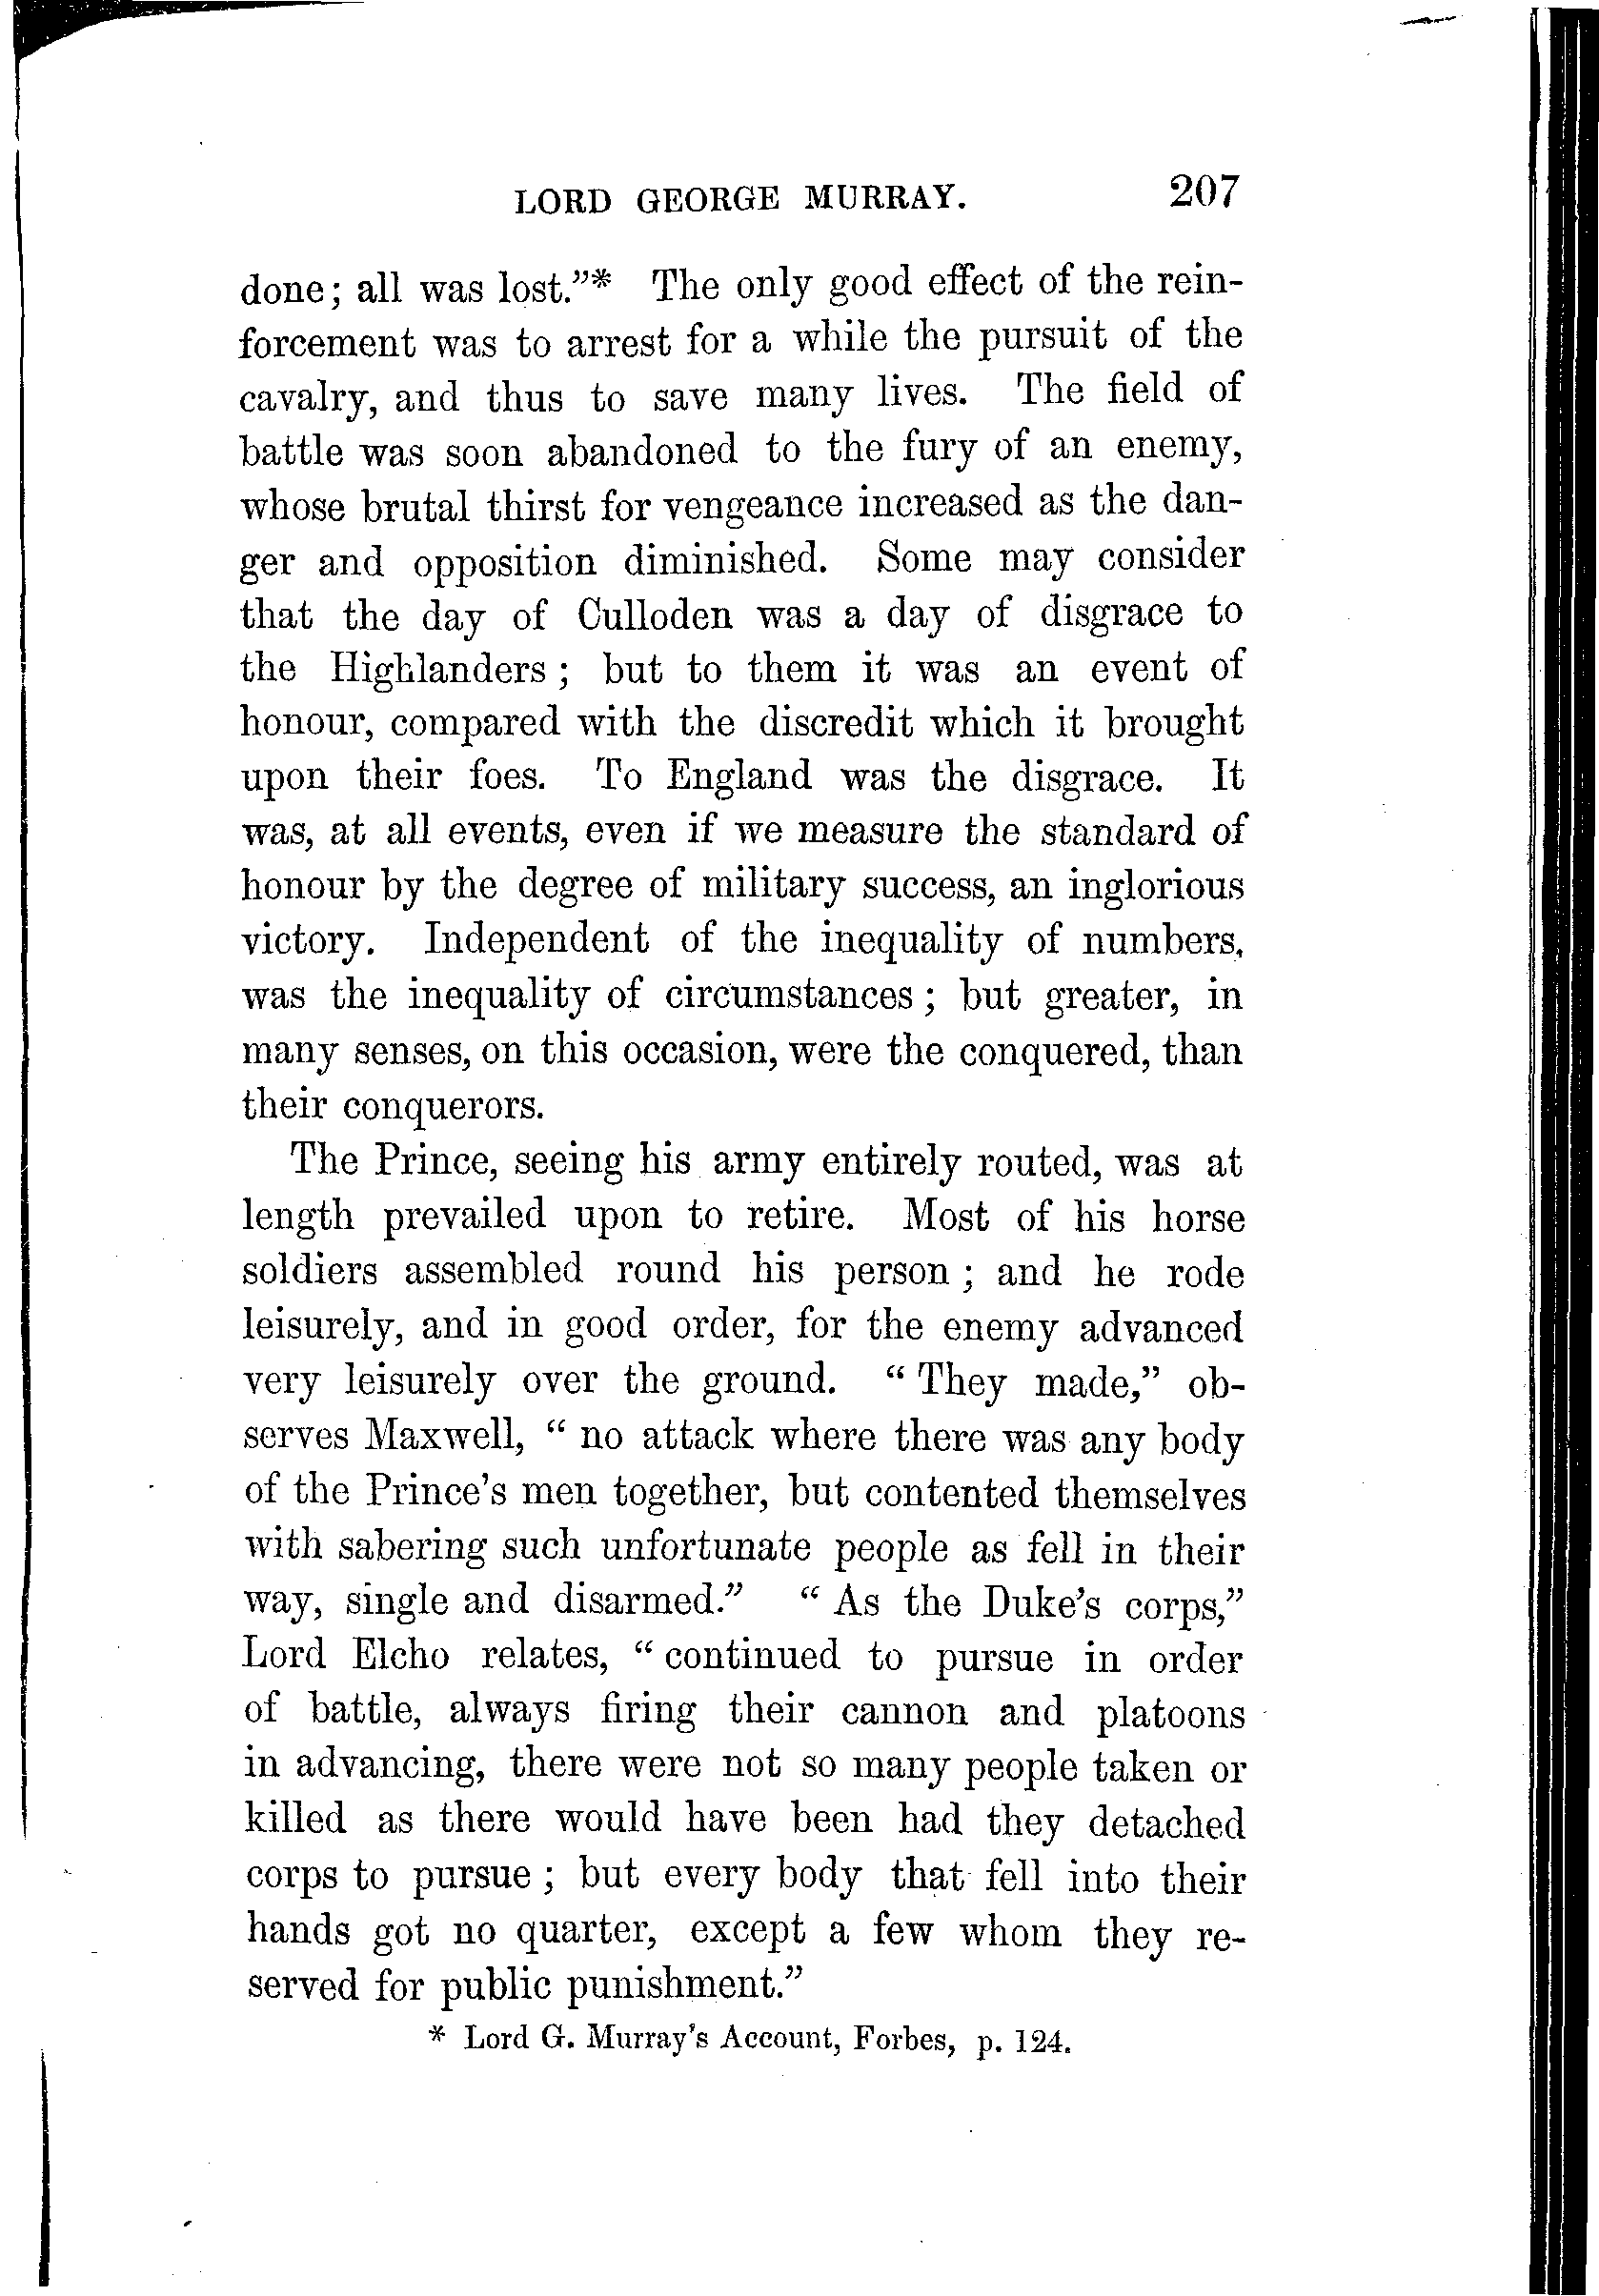 LORD GEORGE MURRAY. 207
done; all was lost."* The only good effect of the rein-
forcement was to arrest for a while the pursuit of the
cavalry, and thus to save many lives. The field of
battle was soon abandoned to the fury of an enemy,
whose brutal thirst for vengeance increased as the dan-
ger and opposition diminished. Some may consider
that the day of Culloden was a day of disgrace to
the Highlanders; but to them it was an event of
honour, compared with the discredit which it brought
upon their foes. To England was the disgrace. It
was, at all events, even if we measure the standard of
honour by the degree of military success, an inglorious
victory. Independent of the inequality of numbers,
was the inequality of circumstances; but greater, in
many senses, on this occasion, were the conquered, than
their conquerors.
The Prince, seeing his army entirely routed, was at
length prevailed upon to retire. Most of his horse
soldiers assembled round his person; and he rode
leisurely, and in good order, for the enemy advanced
very leisurely over the ground. "They made," ob-
serves Maxwell, "no attack where there was any body
of the Prince's men together, but contented themselves
with sabering such unfortunate people as fell in their
way, single and disarmed." "As the Duke's corps,"
Lord Elcho relates, "continued to pursue in order
of battle, always firing their cannon and platoons
in advancing, there were not so many people taken or
killed as there would have been had they detached
corps to pursue; but every body that fell into their
hands got no quarter, except a few whom they re-
served for public punishment."
* Lord G. Murray's Account, Forbes, p. 124.